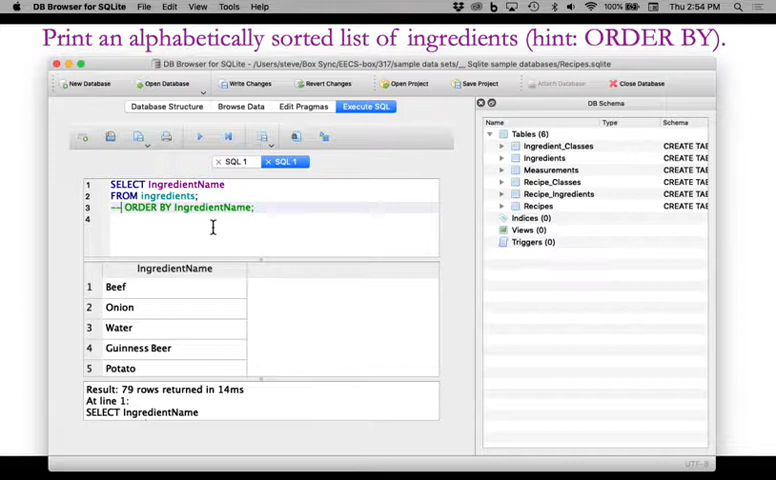 DB Browser for SQLite File Edit View Tools Help 100% Thu 2:54 PM
Print an alphabetically sorted list of ingredients (hint: ORDER BY).
DB Browser for SQLite - /Users/steve/Box Sync/EECS-box/317/sample data sets/__ Sqlite sample databases/Recipes.sqlite
New Database Open Database Write Changes Revert Changes Open Project Save Project Attach Database Close Database
Database Structure Browse Data Edit Pragmas Execute SQL
SQL 1 SQL 1
1 SELECT IngredientName
2 FROM ingredients;
3 -- ORDER BY IngredientName;
4
IngredientName
1 Beef
2 Onion
3 Water
4 Guinness Beer
5 Potato
Result: 79 rows returned in 14ms
At line 1:
SELECT IngredientName
DB Schema
Name Type Schema
Tables (6)
Ingredient_Classes CREATE TAB
Ingredients CREATE TAB
Measurements CREATE TAB
Recipe_Classes CREATE TAB
Recipe_Ingredients CREATE TAB
Recipes CREATE TAB
Indices (0)
Views (0)
Triggers (0)
UTF-8